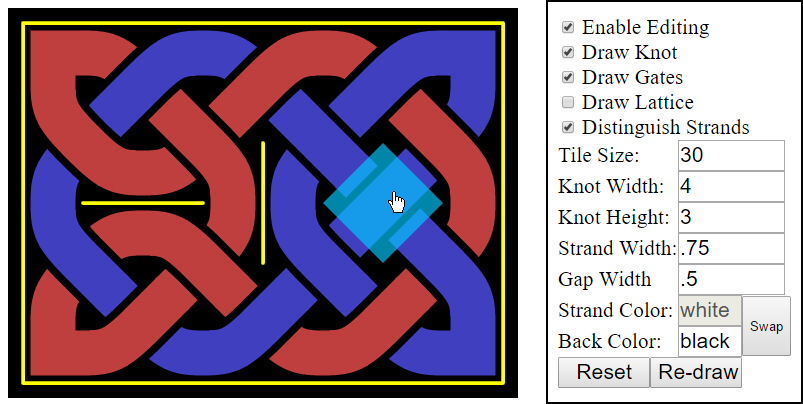 Enable Editing
Draw Knot
Draw Gates
Draw Lattice
Distinguish Strands
Tile Size: 30
Knot Width: 4
Knot Height: 3
Strand Width: .75
Gap Width .5
Strand Color: white
Swap
Back Color: black
Reset Re-draw